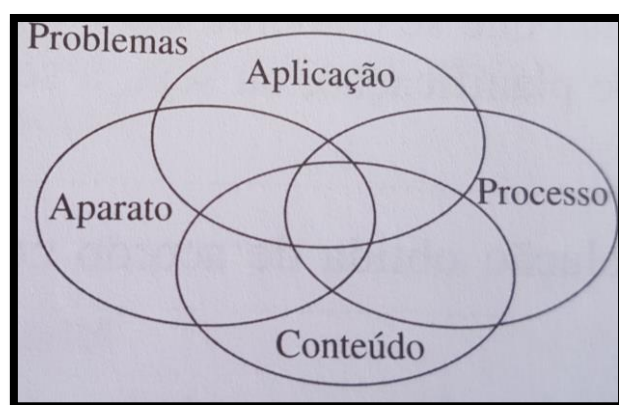 Problemas
Aplicação
Aparato
Processo
Conteúdo